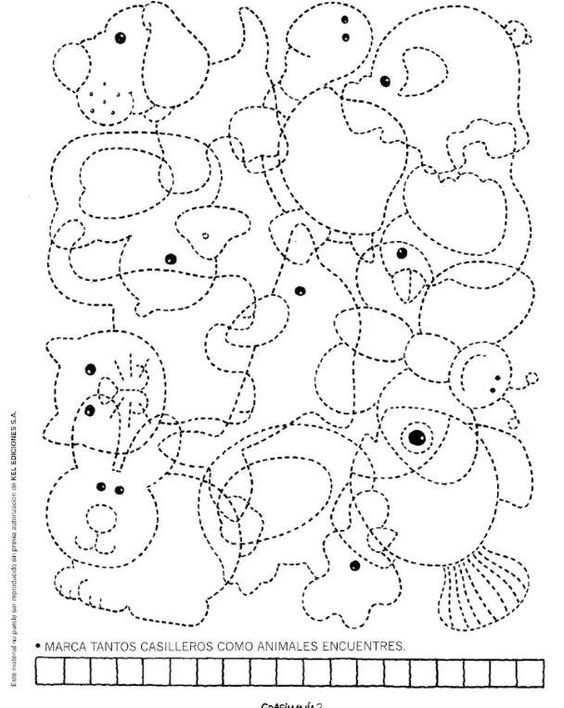 Este material no puede ser reproducido sin previa autorización de KEL EDICIONES S.A.
• MARCA TANTOS CASILLEROS COMO ANIMALES ENCUENTRES.